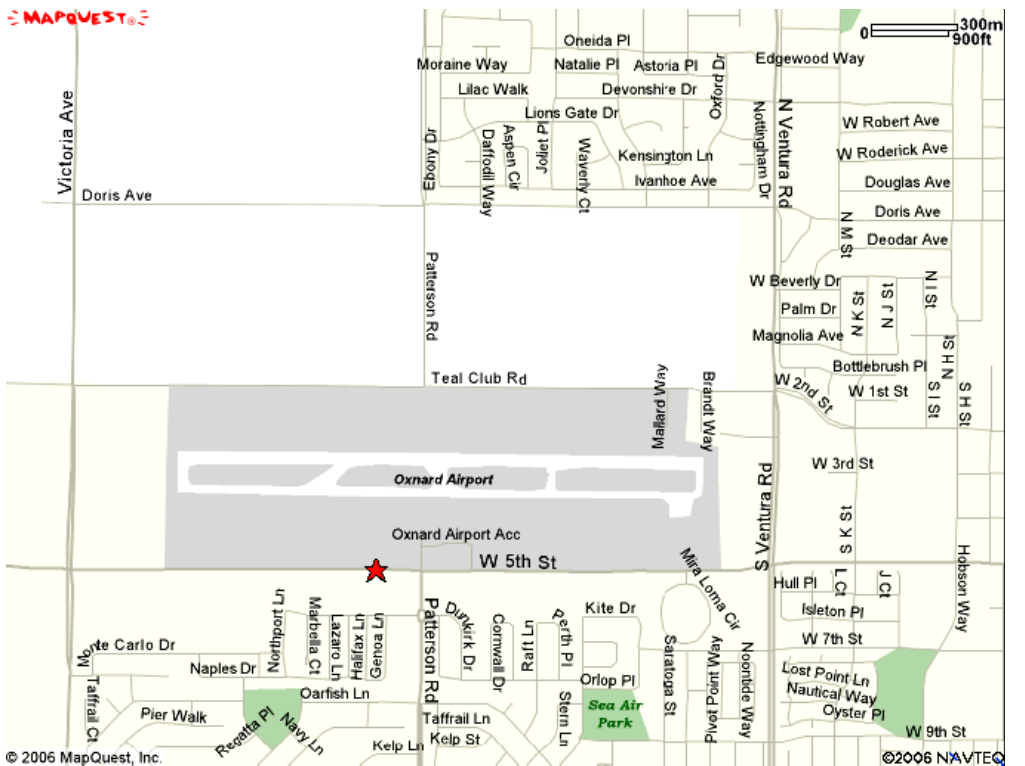 MAPQUEST
300m
0
900ft
Oneida Pl
Moraine Way
Natalie Pl
Astoria Pl
Oxford Dr
Edgewood Way
Lilac Walk
Devonshire Dr
Victoria Ave
Lions Gate Dr
Nottingham Dr
N Ventura Rd
W Robert Ave
Ebony Dr
Daffodil Way
Aspen Cir
Joliet Pl
Waverly Ct
Kensington Ln
W Roderick Ave
Ivanhoe Ave
Douglas Ave
Doris Ave
Doris Ave
N M St
Deodar Ave
Patterson Rd
W Beverly Dr
N K St
N J St
N I St
Palm Dr
Magnolia Ave
N H St
Bottlebrush Pl
Teal Club Rd
Mallard Way
Brandt Way
W 2nd St
W 1st St
S I St
S H St
W 3rd St
Oxnard Airport
S Ventura Rd
S K St
Oxnard Airport Acc
W 5th St
Mira Loma Cir
Hobson Way
Hull Pl
L Ct
J Ct
Newport Ln
Marbella Ct
Lazaro Ln
Halifax Ln
Genoa Ln
Patterson Rd
Dunkirk Dr
Cornwall Dr
Raft Ln
Perth Pl
Kite Dr
Isleton Pl
W 7th St
Monte Carlo Dr
Naples Dr
Saratoga St
Pivot Point Way
Noontide Way
Lost Point Ln
Orlop Pl
Nautical Way
Taffrail Ct
Oarfish Ln
Stern Ln
Sea Air
Park
Oyster Pl
Pier Walk
Regatta Pl
Navy Ln
Taffrail Ln
Kelp Ln
Kelp St
W 9th St
© 2006 MapQuest, Inc.
©2006 NAVTEQ